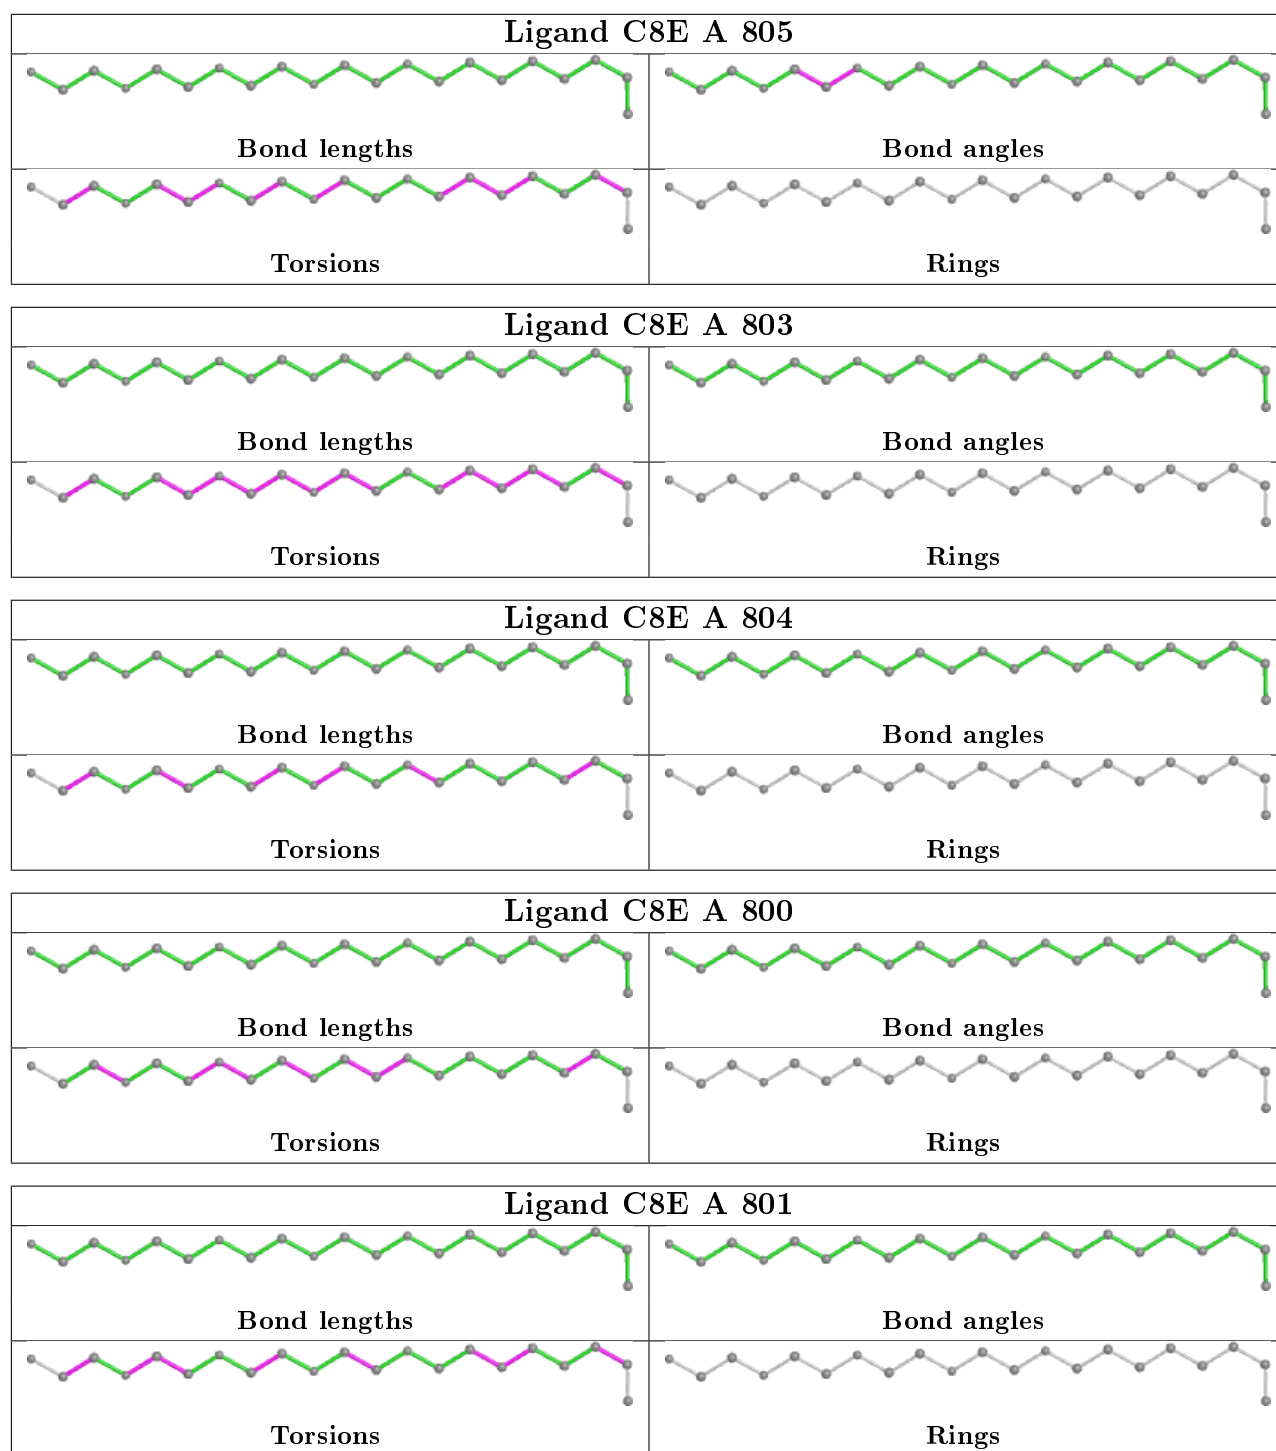 Ligand C8E A 805
Bond lengths
Bond angles
Torsions
Rings
Ligand C8E A 803
Bond lengths
Bond angles
Torsions
Rings
Ligand C8E A 804
Bond lengths
Bond angles
Torsions
Rings
Ligand C8E A 800
Bond lengths
Bond angles
Torsions
Rings
Ligand C8E A 801
Bond lengths
Bond angles
Torsions
Rings